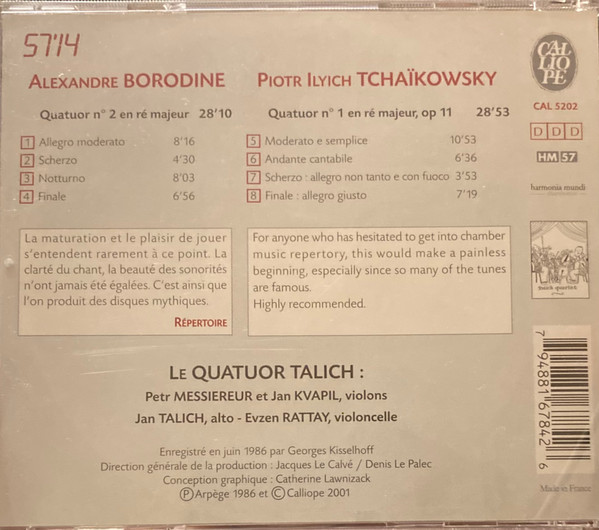 57'14
ALEXANDRE BORODINE
Quatuor n° 2 en ré majeur 28'10
1 Allegro moderato 8'16
2 Scherzo 4'30
3 Notturno 8'03
4 Finale 6'56
PIOTR ILYICH TCHAÏKOWSKY
Quatuor n° 1 en ré majeur, op 11 28'53
5 Moderato e semplice 10'53
6 Andante cantabile 6'36
7 Scherzo : allegro non tanto e con fuoco 3'53
8 Finale : allegro giusto 7'19
CAL
LIO
PE
CAL 5202
D D D
HM 57
harmonia mundi
La maturation et le plaisir de jouer
s'entendent rarement à ce point. La
clarté du chant, la beauté des sonorités
n'ont jamais été égalées. C'est ainsi que
l'on produit des disques mythiques.
RÉPERTOIRE
For anyone who has hesitated to get into chamber
music repertory, this would make a painless
beginning, especially since so many of the tunes
are famous.
Highly recommended.
talich quartet
LE QUATUOR TALICH :
Petr MESSIEREUR et Jan KVAPIL, violons
Jan TALICH, alto - Evzen RATTAY, violoncelle
Enregistré en juin 1986 par Georges Kisselhoff
Direction générale de la production : Jacques Le Calvé / Denis Le Palec
Conception graphique : Catherine Lawnizack
Ⓟ Arpège 1986 et © Calliope 2001
7 94881 67842 6
Made in France